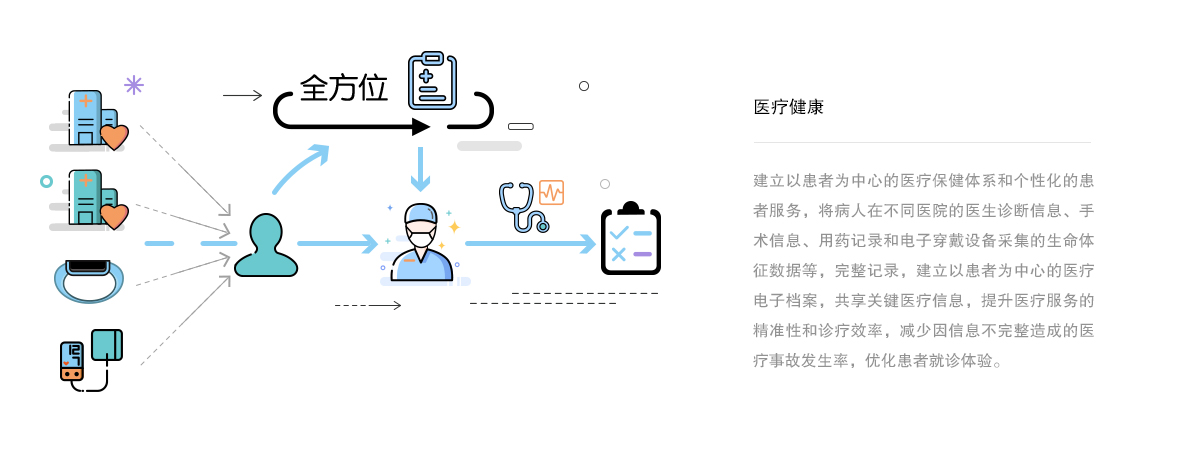 全方位
127
医疗健康
建立以患者为中心的医疗保健体系和个性化的患
者服务，将病人在不同医院的医生诊断信息、手
术信息、用药记录和电子穿戴设备采集的生命体
征数据等，完整记录，建立以患者为中心的医疗
电子档案，共享关键医疗信息，提升医疗服务的
精准性和诊疗效率，减少因信息不完整造成的医
疗事故发生率，优化患者就诊体验。